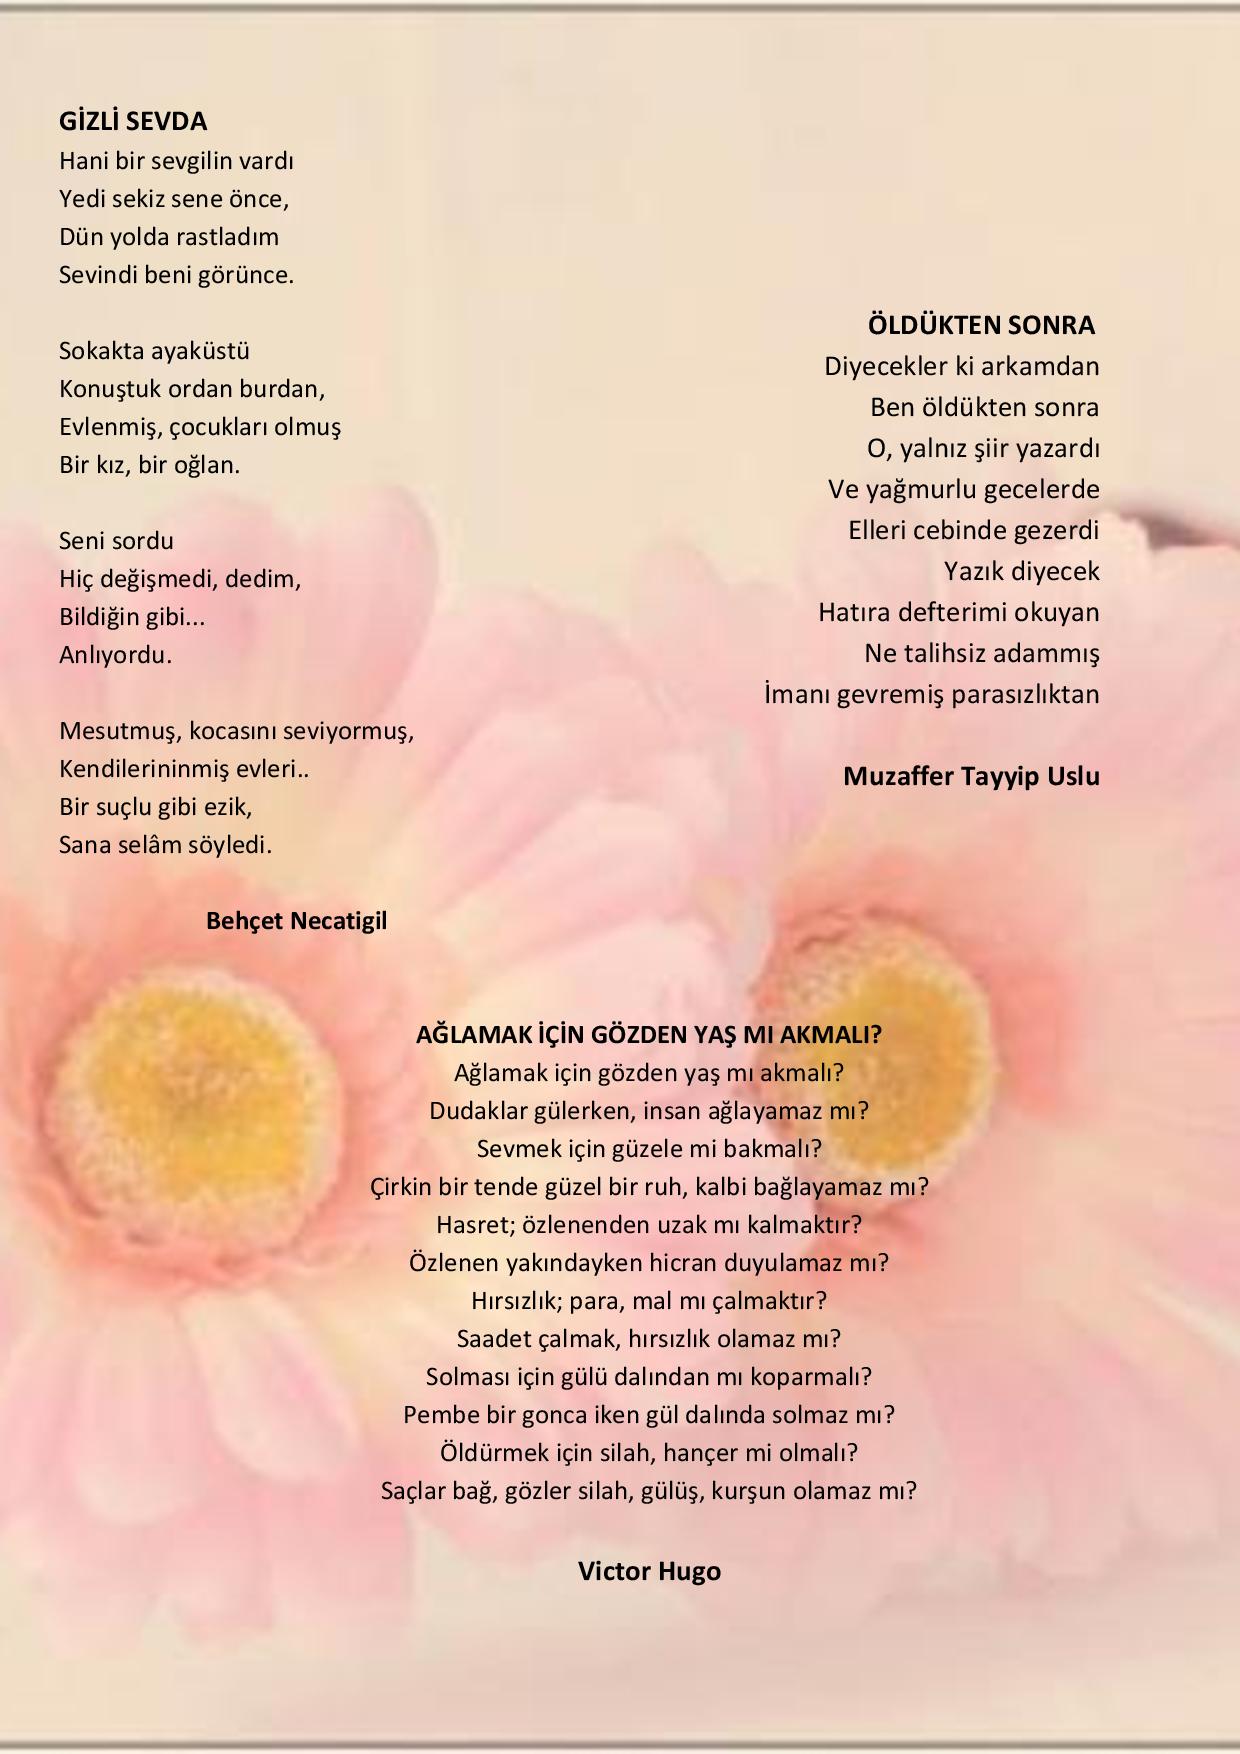 GİZLİ SEVDA
Hani bir sevgilin vardı
Yedi sekiz sene önce,
Dün yolda rastladım
Sevindi beni görünce.
Sokakta ayaküstü
Konuştuk ordan burdan,
Evlenmiş, çocukları olmuş
Bir kız, bir oğlan.
Seni sordu
Hiç değişmedi, dedim,
Bildiğin gibi...
Anlıyordu.
Mesutmuş, kocasını seviyormuş,
Kendilerininmiş evleri..
Bir suçlu gibi ezik,
Sana selâm söyledi.
Behçet Necatigil
ÖLDÜKTEN SONRA
Diyecekler ki arkamdan
Ben öldükten sonra
O, yalnız şiir yazardı
Ve yağmurlu gecelerde
Elleri cebinde gezerdi
Yazık diyecek
Hatıra defterimi okuyan
Ne talihsiz adammış
İmanı gevremiş parasızlıktan
Muzaffer Tayyip Uslu
AĞLAMAK İÇİN GÖZDEN YAŞ MI AKMALI?
Ağlamak için gözden yaş mı akmalı?
Dudaklar gülerken, insan ağlayamaz mı?
Sevmek için güzele mi bakmalı?
Çirkin bir tende güzel bir ruh, kalbi bağlayamaz mı?
Hasret; özlenenden uzak mı kalmaktır?
Özlenen yakındayken hicran duyulamaz mı?
Hırsızlık; para, mal mı çalmaktır?
Saadet çalmak, hırsızlık olamaz mı?
Solması için gülü dalından mı koparmalı?
Pembe bir gonca iken gül dalında solmaz mı?
Öldürmek için silah, hançer mi olmalı?
Saçlar bağ, gözler silah, gülüş, kurşun olamaz mı?
Victor Hugo